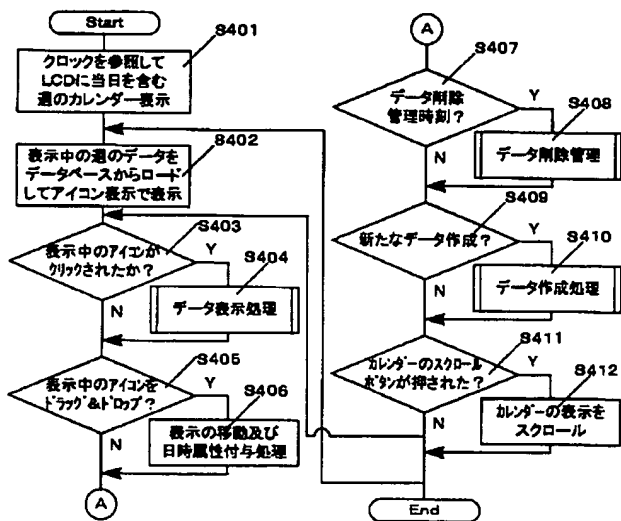 Start
S401
クロックを参照して
LCDに当日を含む
週のカレンダー表示
S402
表示中の週のデータを
データベースからロード
してアイコン表示で表示
S403
表示中のアイコンが
クリックされたか？
Y
S404
データ表示処理
N
S405
表示中のアイコンを
ドラッグ&ドロップ？
Y
S406
表示の移動及び
日時属性付与処理
N
A
A
S407
データ削除
管理時刻？
Y
S408
データ削除管理
N
S409
新たなデータ作成？
Y
S410
データ作成処理
N
S411
カレンダーのスクロール
ボタンが押された？
Y
S412
カレンダーの表示を
スクロール
N
End